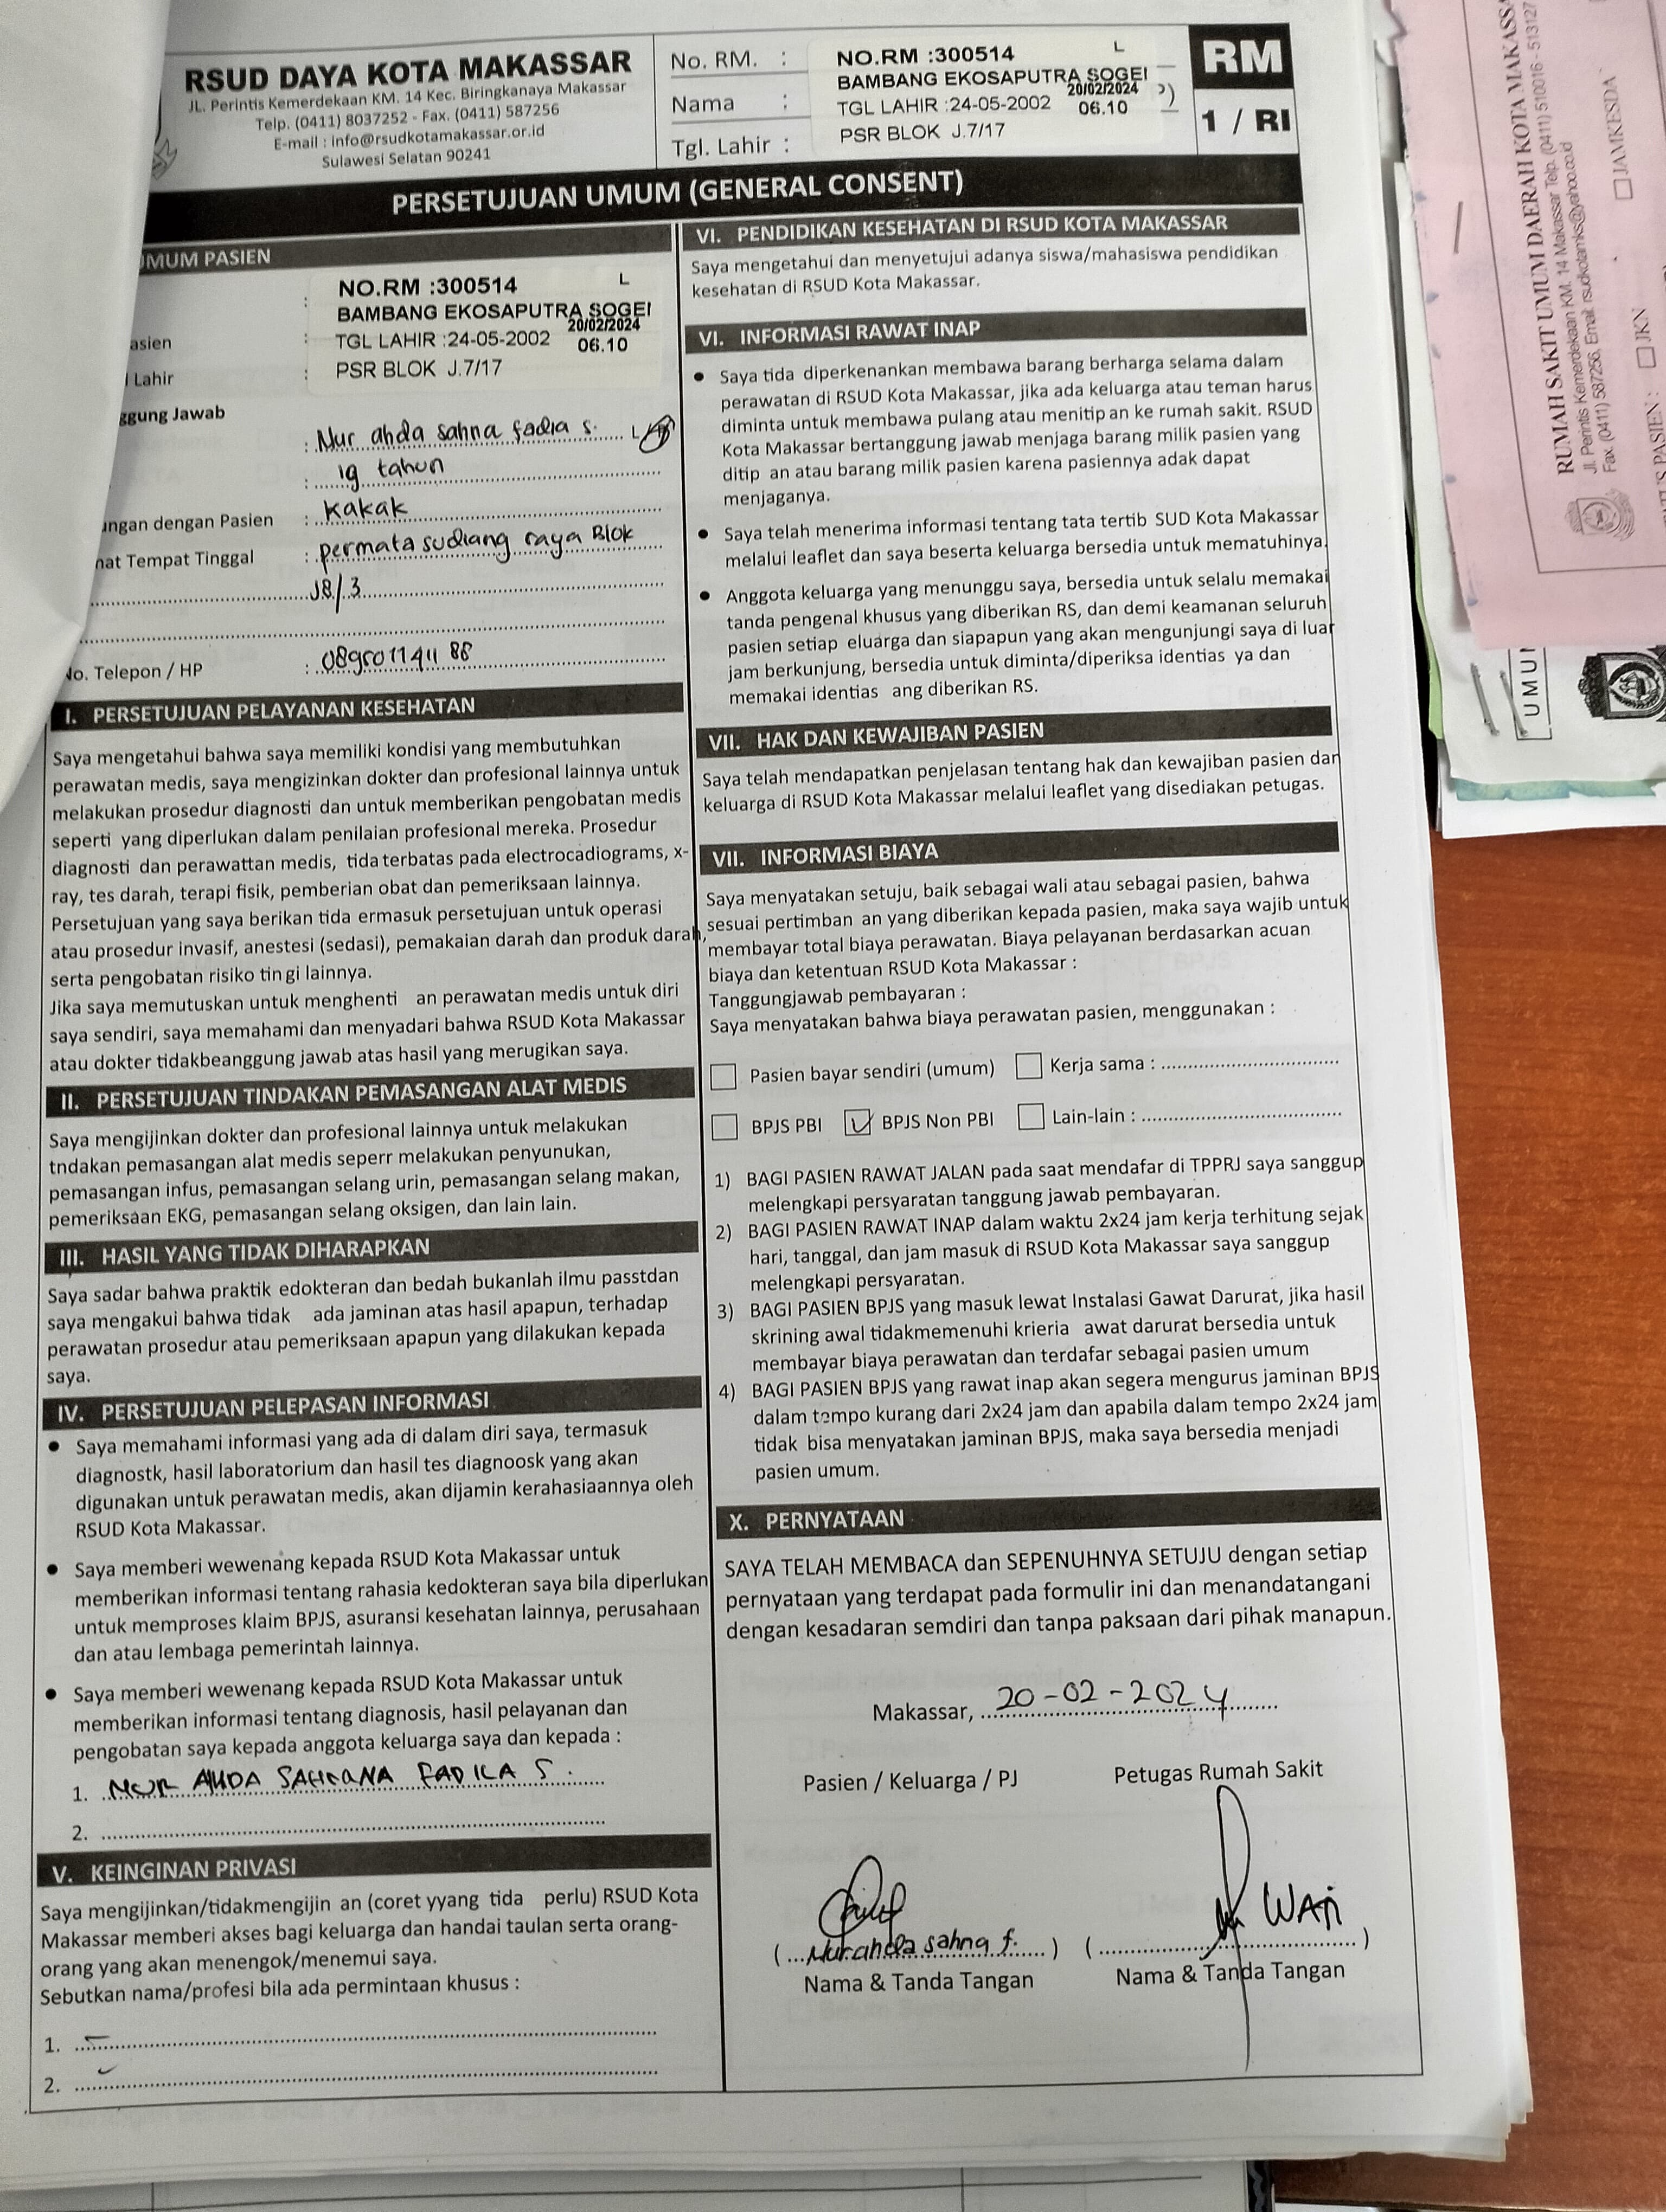 RSUD DAYA KOTA MAKASSAR
JL. Perintis Kemerdekaan KM. 14 Kec. Biringkanaya Makassar
Telp. (0411) 8037252 - Fax. (0411) 587256
E-mail : info@rsudkotamakassar.or.id
Sulawesi Selatan 90241
No. RM. :
Nama :
Tgl. Lahir :
NO.RM :300514 L
BAMBANG EKOSAPUTRA SOGEI
20/02/2024
TGL LAHIR :24-05-2002 06.10
PSR BLOK J.7/17
RM
1 / RI
PERSETUJUAN UMUM (GENERAL CONSENT)
UMUM PASIEN
NO.RM :300514 L
BAMBANG EKOSAPUTRA SOGEI
20/02/2024
asien : TGL LAHIR :24-05-2002 06.10
Lahir : PSR BLOK J.7/17
ggung Jawab
: Nur ahda sahna fadia s. L
: 19 tahun
ungan dengan Pasien : Kakak
nat Tempat Tinggal : permata sudiang raya Blok
J8/3
No. Telepon / HP :
I. PERSETUJUAN PELAYANAN KESEHATAN
Saya mengetahui bahwa saya memiliki kondisi yang membutuhkan
perawatan medis, saya mengizinkan dokter dan profesional lainnya untuk
melakukan prosedur diagnosti dan untuk memberikan pengobatan medis
seperti yang diperlukan dalam penilaian profesional mereka. Prosedur
diagnosti dan perawattan medis, tida terbatas pada electrocadiograms, x-
ray, tes darah, terapi fisik, pemberian obat dan pemeriksaan lainnya.
Persetujuan yang saya berikan tida ermasuk persetujuan untuk operasi
atau prosedur invasif, anestesi (sedasi), pemakaian darah dan produk darah,
serta pengobatan risiko tin gi lainnya.
Jika saya memutuskan untuk menghenti an perawatan medis untuk diri
saya sendiri, saya memahami dan menyadari bahwa RSUD Kota Makassar
atau dokter tidakbeanggung jawab atas hasil yang merugikan saya.
II. PERSETUJUAN TINDAKAN PEMASANGAN ALAT MEDIS
Saya mengijinkan dokter dan profesional lainnya untuk melakukan
tndakan pemasangan alat medis seperr melakukan penyunukan,
pemasangan infus, pemasangan selang urin, pemasangan selang makan,
pemeriksaan EKG, pemasangan selang oksigen, dan lain lain.
III. HASIL YANG TIDAK DIHARAPKAN
Saya sadar bahwa praktik edokteran dan bedah bukanlah ilmu passtdan
saya mengakui bahwa tidak ada jaminan atas hasil apapun, terhadap
perawatan prosedur atau pemeriksaan apapun yang dilakukan kepada
saya.
IV. PERSETUJUAN PELEPASAN INFORMASI
• Saya memahami informasi yang ada di dalam diri saya, termasuk
diagnostk, hasil laboratorium dan hasil tes diagnoosk yang akan
digunakan untuk perawatan medis, akan dijamin kerahasiaannya oleh
RSUD Kota Makassar.
• Saya memberi wewenang kepada RSUD Kota Makassar untuk
memberikan informasi tentang rahasia kedokteran saya bila diperlukan
untuk memproses klaim BPJS, asuransi kesehatan lainnya, perusahaan
dan atau lembaga pemerintah lainnya.
• Saya memberi wewenang kepada RSUD Kota Makassar untuk
memberikan informasi tentang diagnosis, hasil pelayanan dan
pengobatan saya kepada anggota keluarga saya dan kepada :
1. NUR AHDA FADILA S.
2.
V. KEINGINAN PRIVASI
Saya mengijinkan/tidakmengijin an (coret yyang tida perlu) RSUD Kota
Makassar memberi akses bagi keluarga dan handai taulan serta orang-
orang yang akan menengok/menemui saya.
Sebutkan nama/profesi bila ada permintaan khusus :
1.
2.
VI. PENDIDIKAN KESEHATAN DI RSUD KOTA MAKASSAR
Saya mengetahui dan menyetujui adanya siswa/mahasiswa pendidikan
kesehatan di RSUD Kota Makassar.
VI. INFORMASI RAWAT INAP
• Saya tida diperkenankan membawa barang berharga selama dalam
perawatan di RSUD Kota Makassar, jika ada keluarga atau teman harus
diminta untuk membawa pulang atau menitip an ke rumah sakit. RSUD
Kota Makassar bertanggung jawab menjaga barang milik pasien yang
ditip an atau barang milik pasien karena pasiennya adak dapat
menjaganya.
• Saya telah menerima informasi tentang tata tertib SUD Kota Makassar
melalui leaflet dan saya beserta keluarga bersedia untuk mematuhinya.
• Anggota keluarga yang menunggu saya, bersedia untuk selalu memakai
tanda pengenal khusus yang diberikan RS, dan demi keamanan seluruh
pasien setiap eluarga dan siapapun yang akan mengunjungi saya di luar
jam berkunjung, bersedia untuk diminta/diperiksa identias ya dan
memakai identias ang diberikan RS.
VII. HAK DAN KEWAJIBAN PASIEN
Saya telah mendapatkan penjelasan tentang hak dan kewajiban pasien dan
keluarga di RSUD Kota Makassar melalui leaflet yang disediakan petugas.
VII. INFORMASI BIAYA
Saya menyatakan setuju, baik sebagai wali atau sebagai pasien, bahwa
sesuai pertimban an yang diberikan kepada pasien, maka saya wajib untuk
membayar total biaya perawatan. Biaya pelayanan berdasarkan acuan
biaya dan ketentuan RSUD Kota Makassar :
Tanggungjawab pembayaran :
Saya menyatakan bahwa biaya perawatan pasien, menggunakan :
Pasien bayar sendiri (umum) Kerja sama :
BPJS PBI BPJS Non PBI Lain-lain :
1) BAGI PASIEN RAWAT JALAN pada saat mendafar di TPPRJ saya sanggup
melengkapi persyaratan tanggung jawab pembayaran.
2) BAGI PASIEN RAWAT INAP dalam waktu 2x24 jam kerja terhitung sejak
hari, tanggal, dan jam masuk di RSUD Kota Makassar saya sanggup
melengkapi persyaratan.
3) BAGI PASIEN BPJS yang masuk lewat Instalasi Gawat Darurat, jika hasil
skrining awal tidakmemenuhi krieria awat darurat bersedia untuk
membayar biaya perawatan dan terdafar sebagai pasien umum
4) BAGI PASIEN BPJS yang rawat inap akan segera mengurus jaminan BPJS
dalam tempo kurang dari 2x24 jam dan apabila dalam tempo 2x24 jam
tidak bisa menyatakan jaminan BPJS, maka saya bersedia menjadi
pasien umum.
X. PERNYATAAN
SAYA TELAH MEMBACA dan SEPENUHNYA SETUJU dengan setiap
pernyataan yang terdapat pada formulir ini dan menandatangani
dengan kesadaran semdiri dan tanpa paksaan dari pihak manapun.
Makassar, 20-02-2024
Pasien / Keluarga / PJ Petugas Rumah Sakit
WAn
(Nurahda sahna f.) ( )
Nama & Tanda Tangan Nama & Tanda Tangan
RUMAH SAKIT UMUM DAERAH KOTA MAKASSA
Jl. Perintis Kemerdekaan KM. 14 Makassar Telp. (0411) 510016 - 513127
Fax. (0411) 587256, Email: rsudkotamks@yahoo.co.id
PASIEN : JKN JAMKESDA
UMU